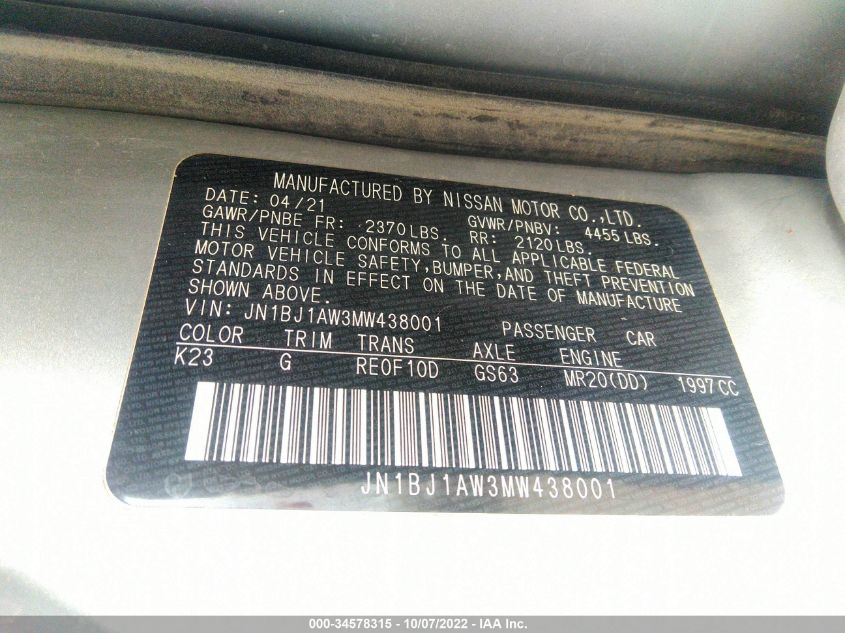 MANUFACTURED BY NISSAN MOTOR CO.,LTD.
DATE: 04/21
GAWR/PNBE FR: 2370LBS. GVWR/PNBV: 4455LBS.
RR: 2120LBS.
THIS VEHICLE CONFORMS TO ALL APPLICABLE FEDERAL
MOTOR VEHICLE SAFETY,BUMPER,AND THEFT PREVENTION
STANDARDS IN EFFECT ON THE DATE OF MANUFACTURE
SHOWN ABOVE.
VIN: JN1BJ1AW3MW438001 PASSENGER CAR
COLOR TRIM TRANS AXLE ENGINE
K23 G RE0F10D GS63 MR20(DD) 1997CC
JN1BJ1AW3MW438001
000-34578315 - 10/07/2022 - IAA Inc.